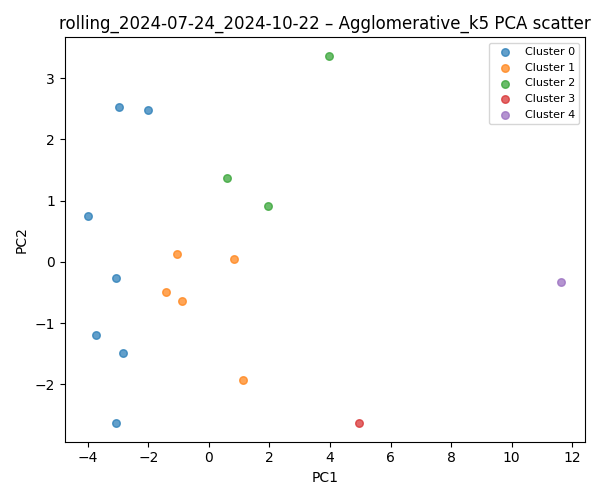 rolling_2024-07-24_2024-10-22 – Agglomerative_k5 PCA scatter
Cluster 0
Cluster 1
Cluster 2
Cluster 3
Cluster 4
PC2
3
2
1
0
−1
−2
−4
−2
0
2
4
6
8
10
12
PC1